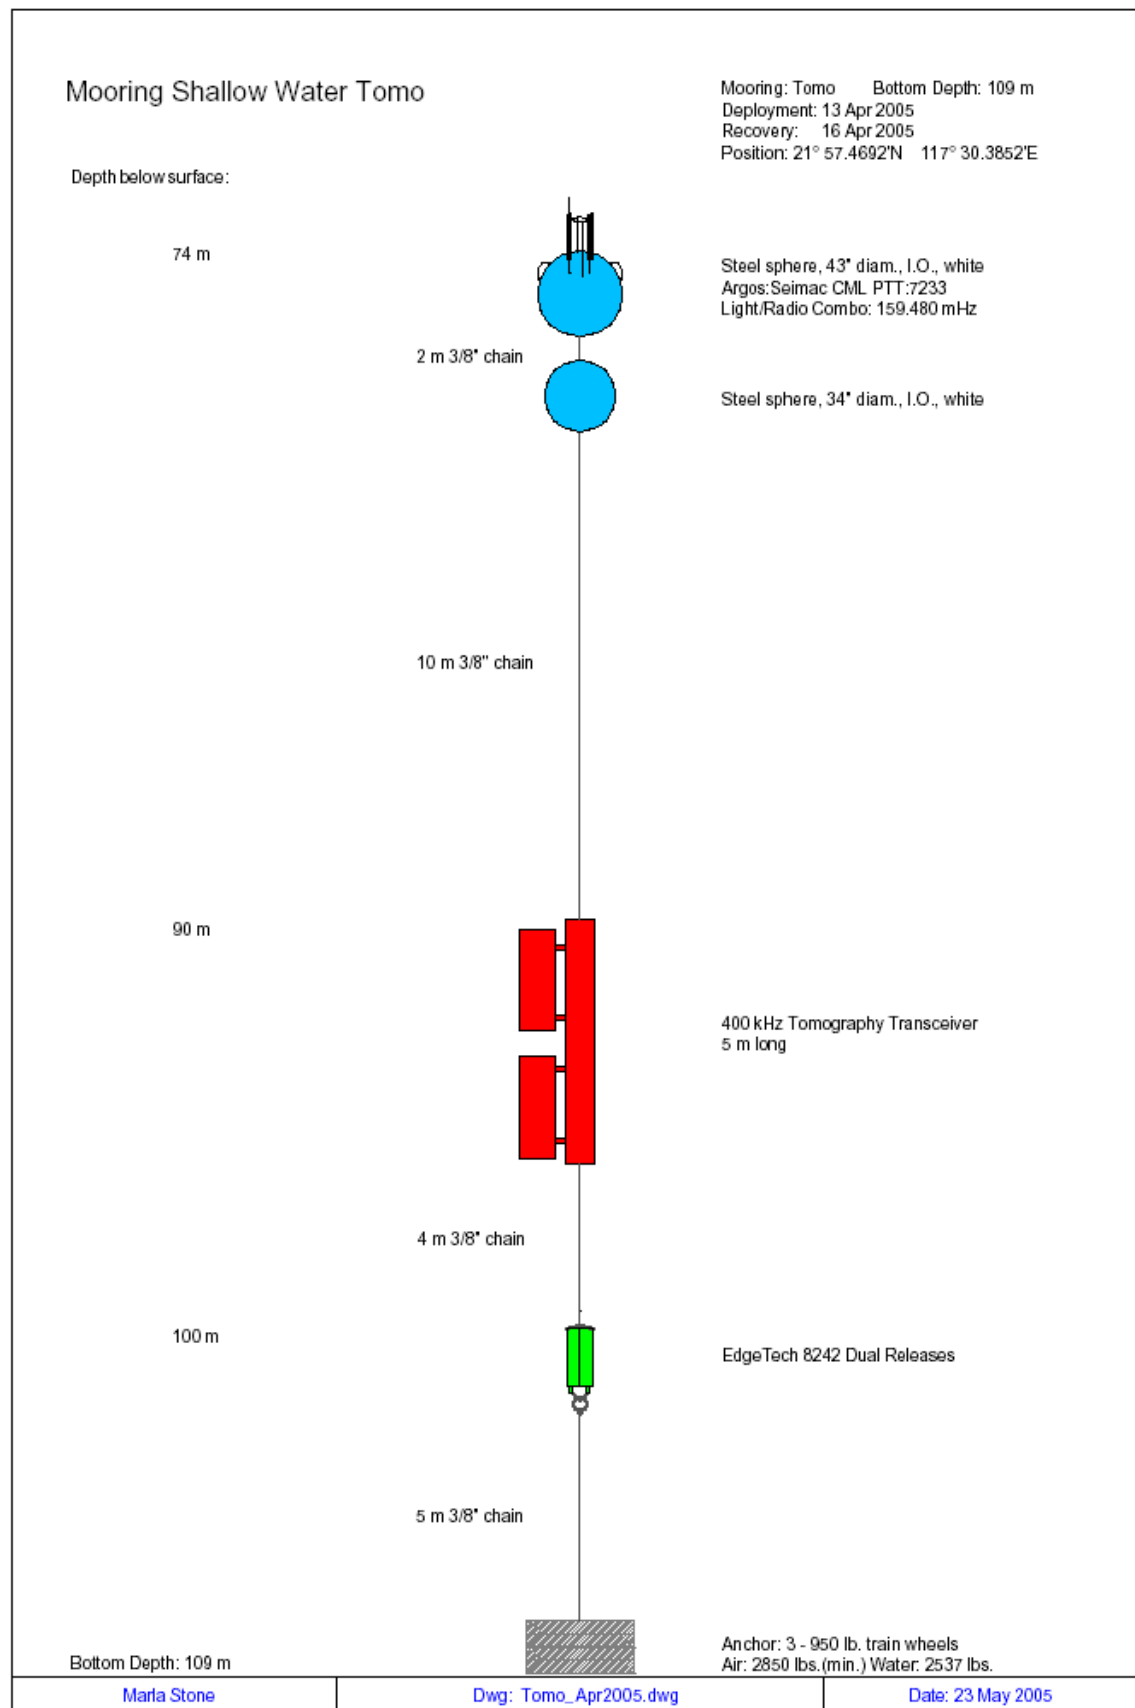 Mooring Shallow Water Tomo
Mooring: Tomo Bottom Depth: 109 m
Deployment: 13 Apr 2005
Recovery: 16 Apr 2005
Position: 21° 57.4692'N 117° 30.3852'E
Depth below surface:
74 m
Steel sphere, 43" diam., I.O., white
Argos:Seimac CML PTT:7233
Light/Radio Combo: 159.480 mHz
2 m 3/8" chain
Steel sphere, 34" diam., I.O., white
10 m 3/8" chain
90 m
400 kHz Tomography Transceiver
5 m long
4 m 3/8" chain
100 m
EdgeTech 8242 Dual Releases
5 m 3/8" chain
Anchor: 3 - 950 lb. train wheels
Air: 2850 lbs.(min.) Water: 2537 lbs.
Bottom Depth: 109 m
Marla Stone
Dwg: Tomo_Apr2005.dwg
Date: 23 May 2005